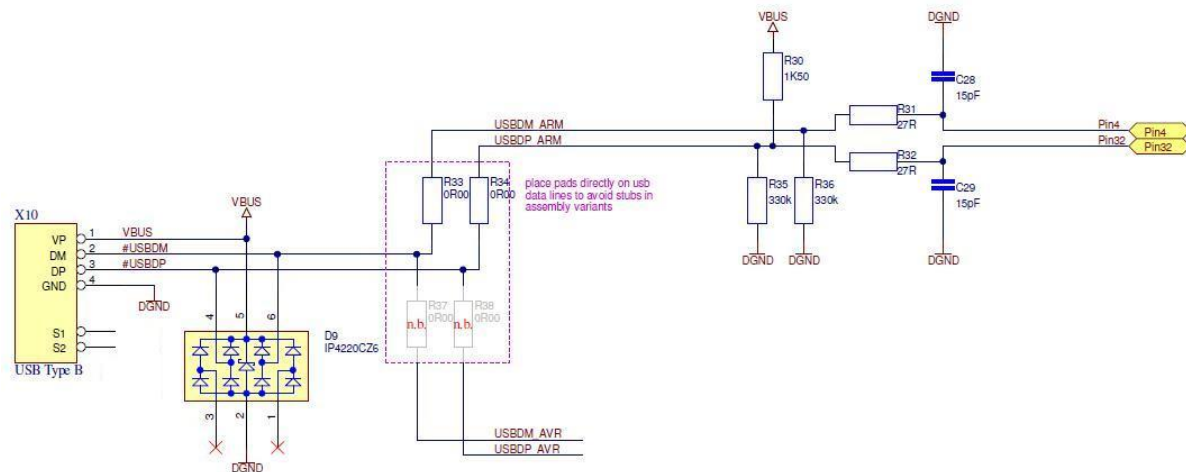 VBUS
DGND
R30
1K50
C28
15pF
R31
27R
USBDM_ARM
Pin4
Pin4
USBDP_ARM
Pin32
Pin32
R32
27R
R33
0R00
R34
0R00
place pads directly on usb
data lines to avoid stubs in
assembly variants
R35
330k
R36
330k
C29
15pF
X10
VBUS
VP
1
VBUS
DM
2
#USBDM
DP
3
#USBDP
GND
4
DGND
DGND
DGND
DGND
R37
0R00
n.b.
R38
0R00
n.b.
4
5
6
D9
IP4220CZ6
S1
S2
USB Type B
3
2
1
USBDM_AVR
USBDP_AVR
DGND